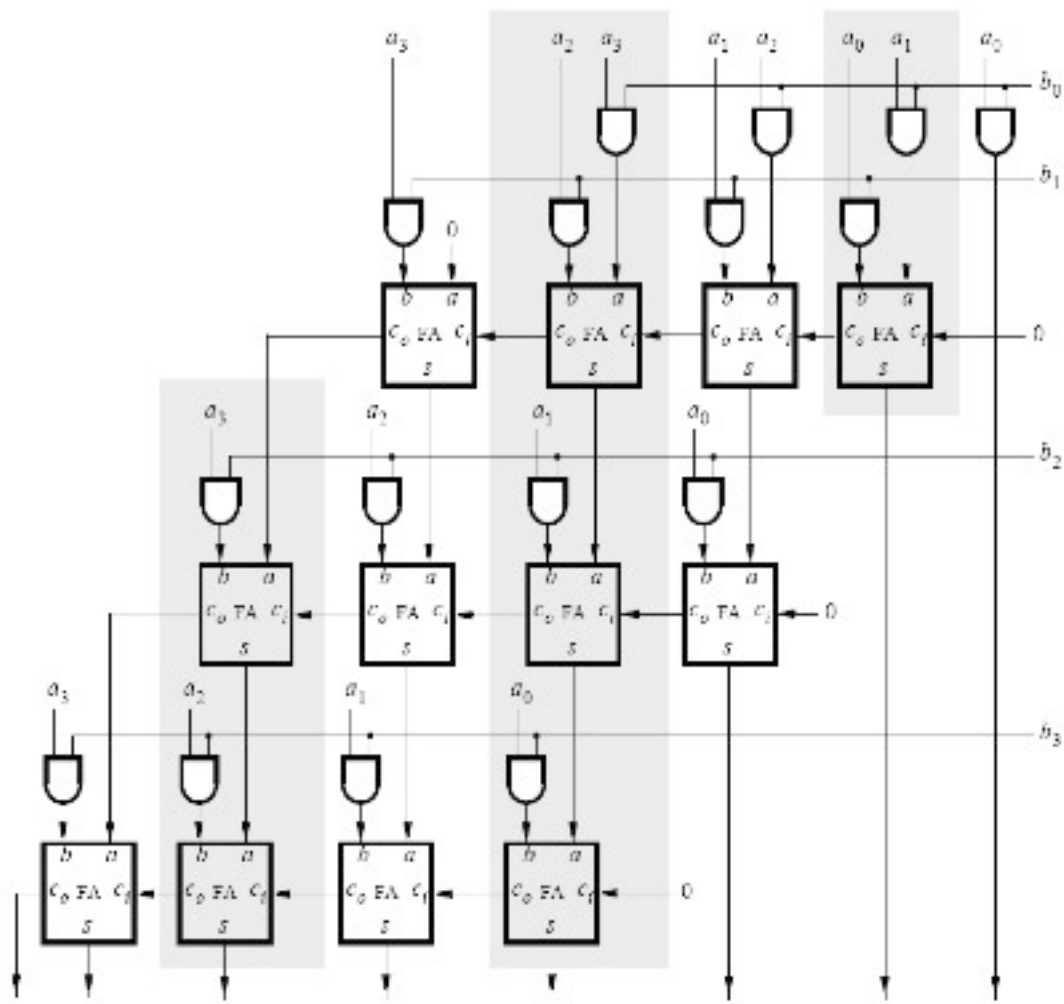 a₃ a₂ a₃ a₁ a₂ a₀ a₁ a₀
b₀
b₁
0
b a b a b a b a
cₒ FA cᵢ cₒ FA cᵢ cₒ FA cᵢ cₒ FA cᵢ 0
s s s s
a₃ a₂ a₁ a₀
b₂
b a b a b a b a
cₒ FA cᵢ cₒ FA cᵢ cₒ FA cᵢ cₒ FA cᵢ 0
s s s s
a₃ a₂ a₁ a₀
b₃
b a b a b a b a
cₒ FA cᵢ cₒ FA cᵢ cₒ FA cᵢ cₒ FA cᵢ 0
s s s s